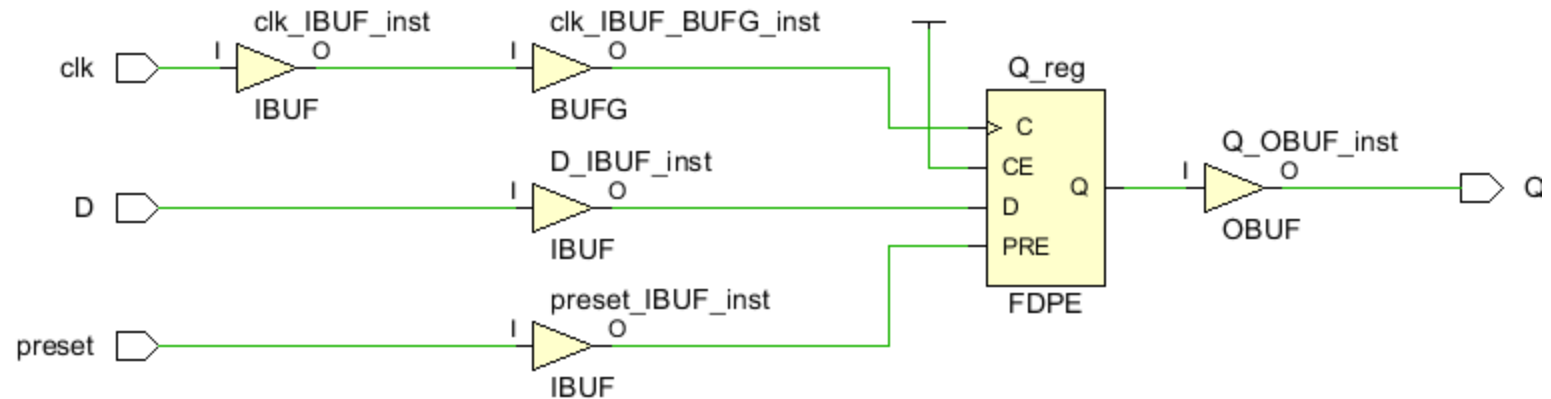 clk_IBUF_inst
clk_IBUF_BUFG_inst
I
O
I
O
clk
Q_reg
IBUF
BUFG
C
Q_OBUF_inst
D_IBUF_inst
CE
I
O
I
O
Q
D
D
Q
OBUF
IBUF
PRE
preset_IBUF_inst
FDPE
I
O
preset
IBUF